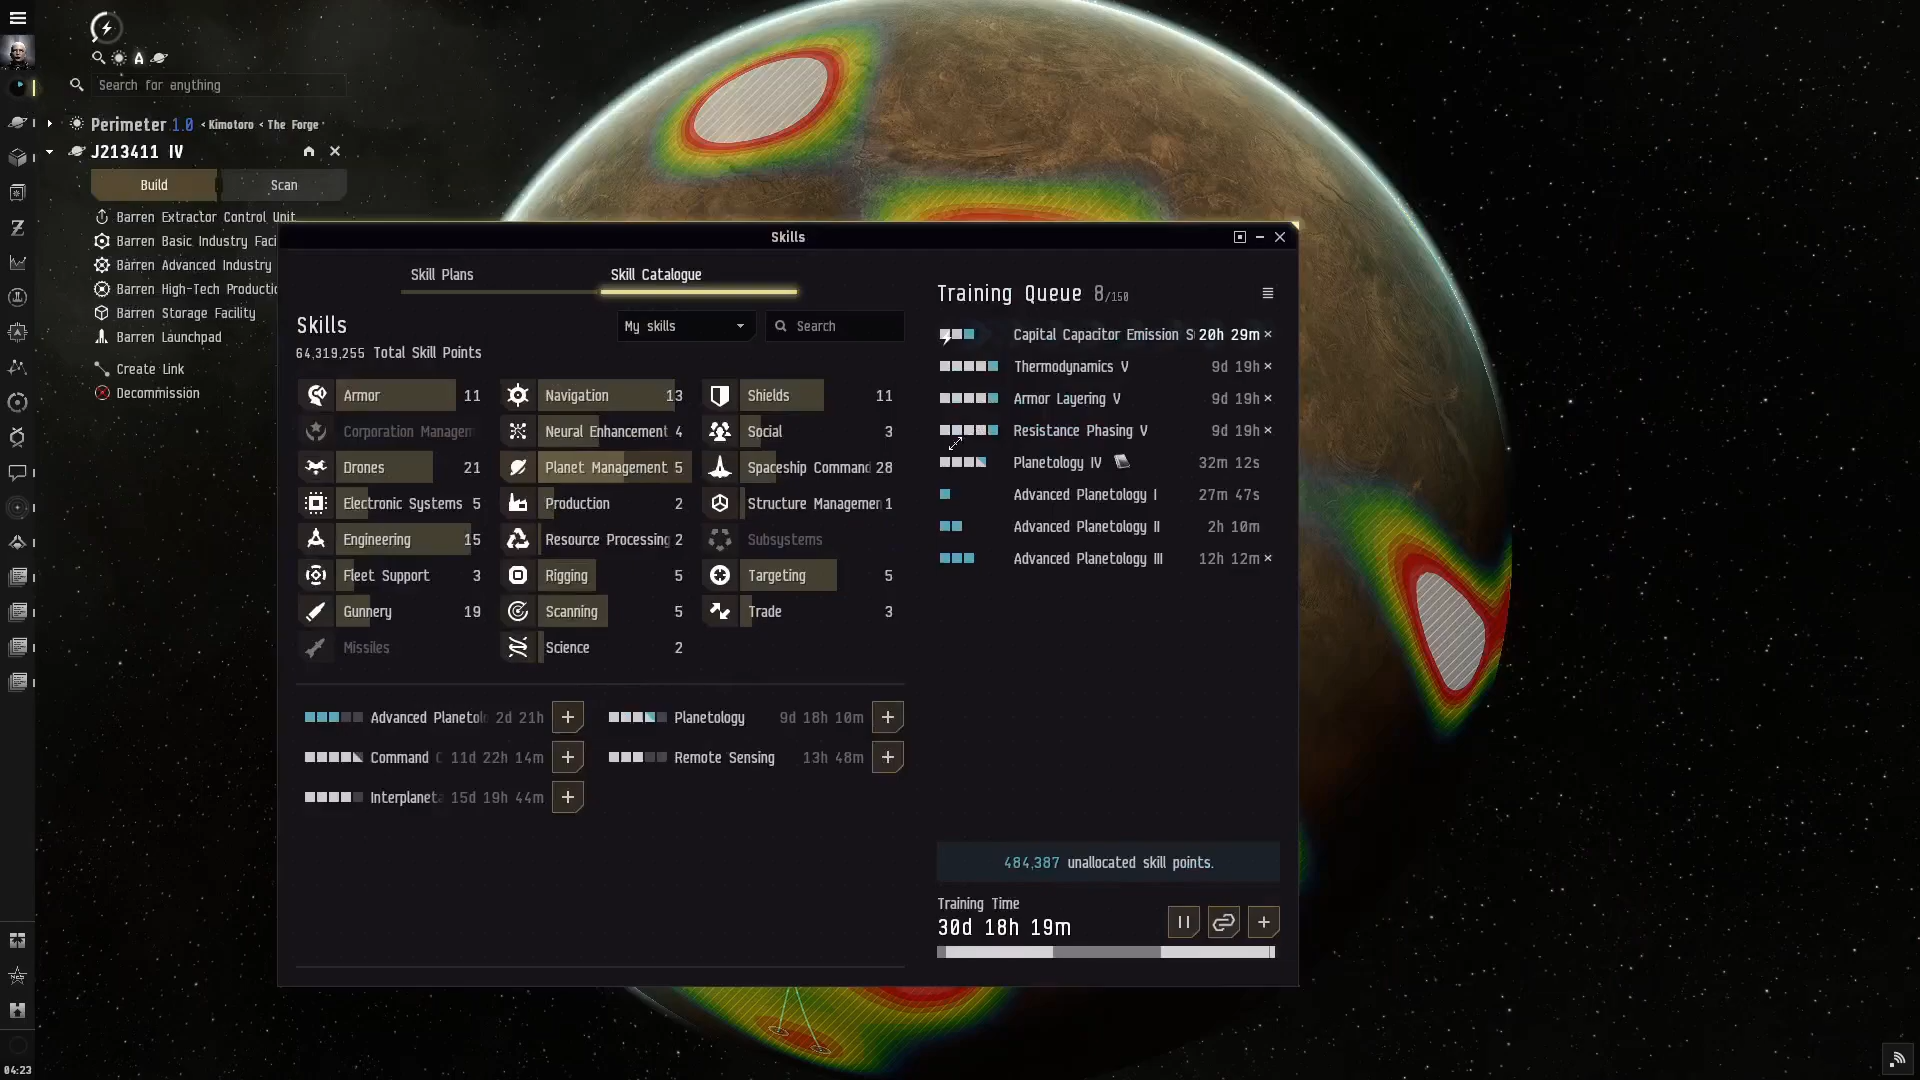 Search for anything
Perimeter 1.0 < Kimotoro < The Forge
J213411 IV
Build
Scan
Barren Extractor Control Unit
Barren Basic Industry Faci
Barren Advanced Industry
Barren High-Tech Productic
Barren Storage Facility
Barren Launchpad
Create Link
Decommission
04:23
Skills
Skill Plans
Skill Catalogue
Skills
My skills
Search
64,319,255 Total Skill Points
Armor 11
Navigation 13
Shields 11
Corporation Managem
Neural Enhancement 4
Social 3
Drones 21
Planet Management 5
Spaceship Command 28
Electronic Systems 5
Production 2
Structure Managemen 1
Engineering 15
Resource Processing 2
Subsystems
Fleet Support 3
Rigging 5
Targeting 5
Gunnery 19
Scanning 5
Trade 3
Missiles
Science 2
Advanced Planetol 2d 21h
Planetology 9d 18h 10m
Command C 11d 22h 14m
Remote Sensing 13h 48m
Interplaneta 15d 19h 44m
Training Queue 8/150
Capital Capacitor Emission S 20h 29m
Thermodynamics V 9d 19h
Armor Layering V 9d 19h
Resistance Phasing V 9d 19h
Planetology IV 32m 12s
Advanced Planetology I 27m 47s
Advanced Planetology II 2h 10m
Advanced Planetology III 12h 12m
484,387 unallocated skill points.
Training Time
30d 18h 19m